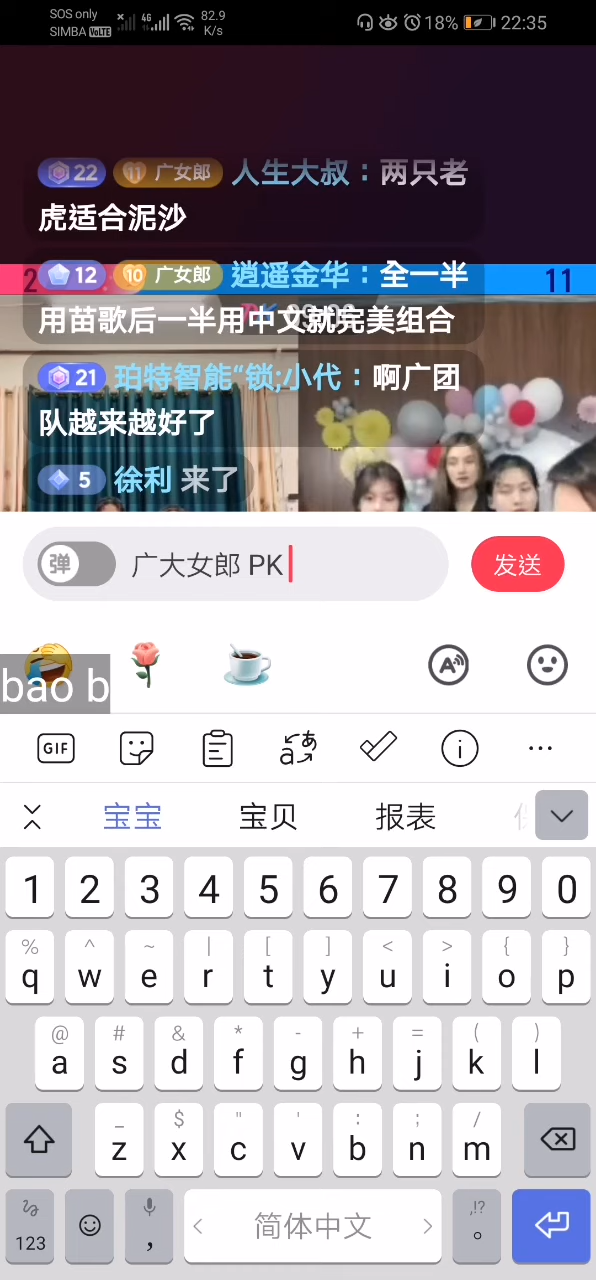 SOS only 82.9
SIMBA VoLTE 4G K/s 18% 22:35
22 11 广女郎 人生大叔：两只老
虎适合泥沙
2 12 10 广女郎 逍遥金华：全一半 11
用苗歌后一半用中文就完美组合
21 珀特智能“锁;小代：啊广团
队越来越好了
5 徐利 来了
弹 广大女郎 PK 发送
bao b
GIF
宝宝 宝贝 报表
1 2 3 4 5 6 7 8 9 0
% ^ ~ | [ ] < > { }
q w e r t y u i o p
@ # & * - + = ( )
a s d f g h j k l
_ $ " ' : ; /
z x c v b n m
,!?
123 , 简体中文 。